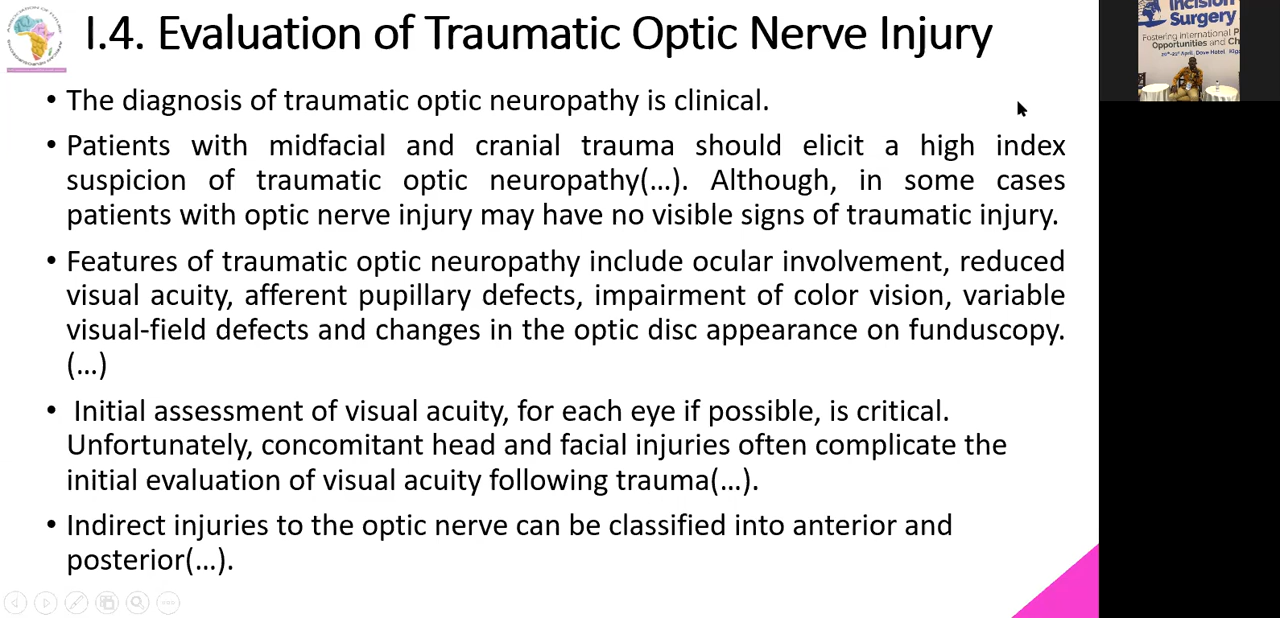 I.4. Evaluation of Traumatic Optic Nerve Injury
• The diagnosis of traumatic optic neuropathy is clinical.
• Patients with midfacial and cranial trauma should elicit a high index
suspicion of traumatic optic neuropathy(...). Although, in some cases
patients with optic nerve injury may have no visible signs of traumatic injury.
• Features of traumatic optic neuropathy include ocular involvement, reduced
visual acuity, afferent pupillary defects, impairment of color vision, variable
visual-field defects and changes in the optic disc appearance on funduscopy.
(...)
• Initial assessment of visual acuity, for each eye if possible, is critical.
Unfortunately, concomitant head and facial injuries often complicate the
initial evaluation of visual acuity following trauma(...).
• Indirect injuries to the optic nerve can be classified into anterior and
posterior(...).
Incision
Surgery
Fostering International P
Opportunities and Ch